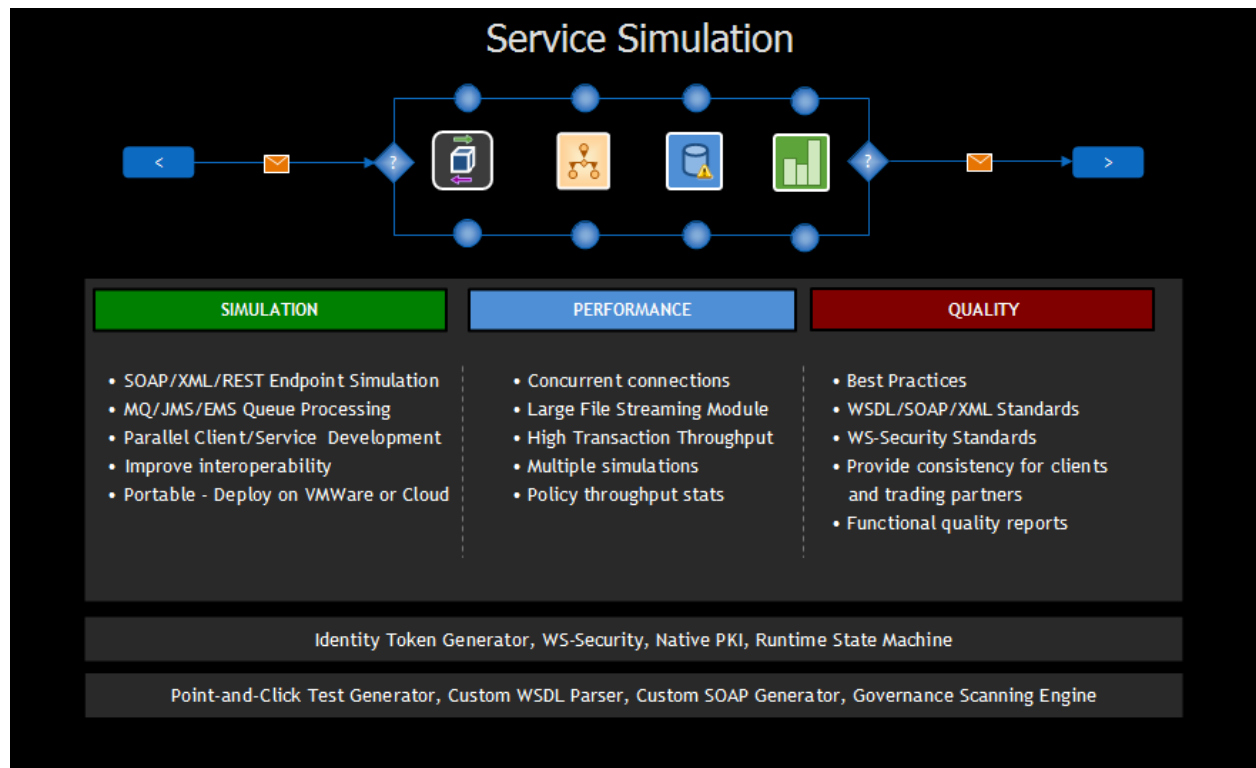 Service Simulation
<
?
?
>
SIMULATION
PERFORMANCE
QUALITY
• SOAP/XML/REST Endpoint Simulation
• MQ/JMS/EMS Queue Processing
• Parallel Client/Service Development
• Improve interoperability
• Portable - Deploy on VMWare or Cloud
• Concurrent connections
• Large File Streaming Module
• High Transaction Throughput
• Multiple simulations
• Policy throughput stats
• Best Practices
• WSDL/SOAP/XML Standards
• WS-Security Standards
• Provide consistency for clients
and trading partners
• Functional quality reports
Identity Token Generator, WS-Security, Native PKI, Runtime State Machine
Point-and-Click Test Generator, Custom WSDL Parser, Custom SOAP Generator, Governance Scanning Engine